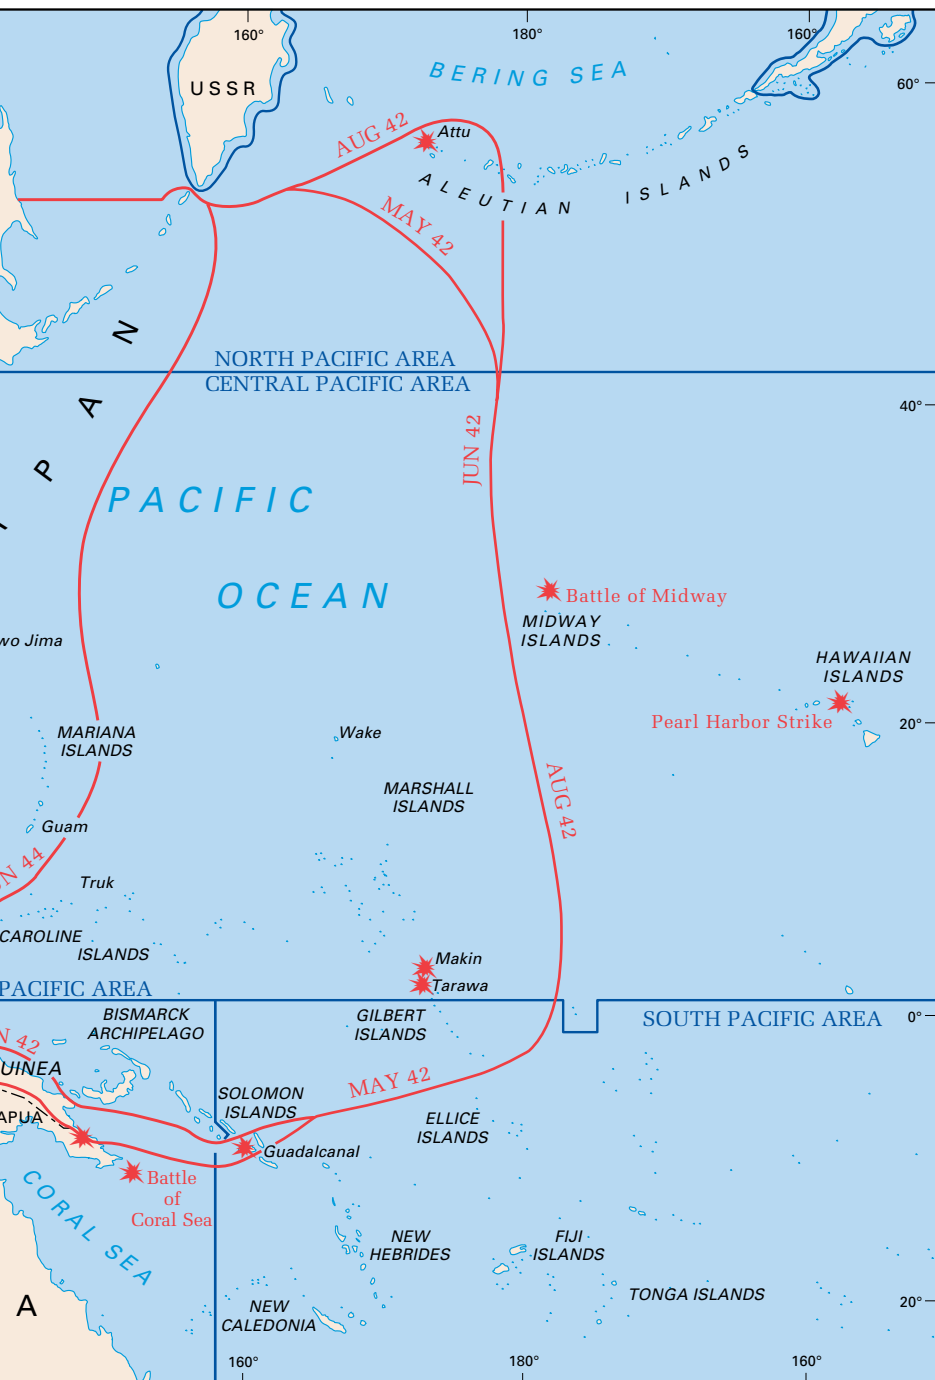 160°
180°
160°
BERING SEA
USSR
60°
AUG 42
Attu
ALEUTIAN ISLANDS
MAY 42
NORTH PACIFIC AREA
CENTRAL PACIFIC AREA
P A N
40°
JUN 42
PACIFIC
OCEAN
Battle of Midway
MIDWAY
ISLANDS
wo Jima
HAWAIIAN
ISLANDS
Pearl Harbor Strike
20°
MARIANA
ISLANDS
Wake
MARSHALL
ISLANDS
AUG 42
Guam
N 44
Truk
CAROLINE
ISLANDS
Makin
Tarawa
PACIFIC AREA
BISMARCK
ARCHIPELAGO
GILBERT
ISLANDS
SOUTH PACIFIC AREA
0°
N 42
UINEA
MAY 42
SOLOMON
ISLANDS
APUA
ELLICE
ISLANDS
Guadalcanal
Battle
of
Coral Sea
CORAL SEA
NEW
HEBRIDES
FIJI
ISLANDS
TONGA ISLANDS
A
NEW
CALEDONIA
20°
160°
180°
160°